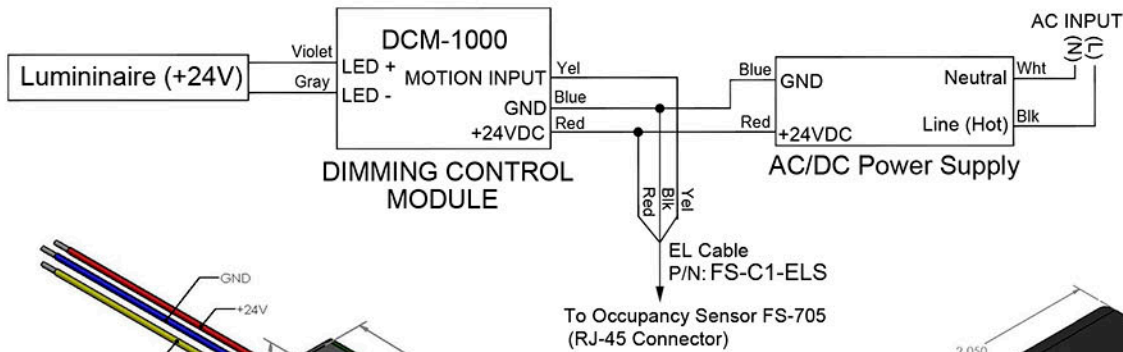 AC INPUT
(N) (L)
DCM-1000
Violet
LED +
Gray
LED -
Lumininaire (+24V)
MOTION INPUT
Yel
GND
Blue
+24VDC
Red
DIMMING CONTROL
MODULE
Blue
GND
Red
+24VDC
Neutral
Wht
Line (Hot)
Blk
AC/DC Power Supply
Red
Blk
Yel
EL Cable
P/N: FS-C1-ELS
To Occupancy Sensor FS-705
(RJ-45 Connector)
GND
+24V
2.050